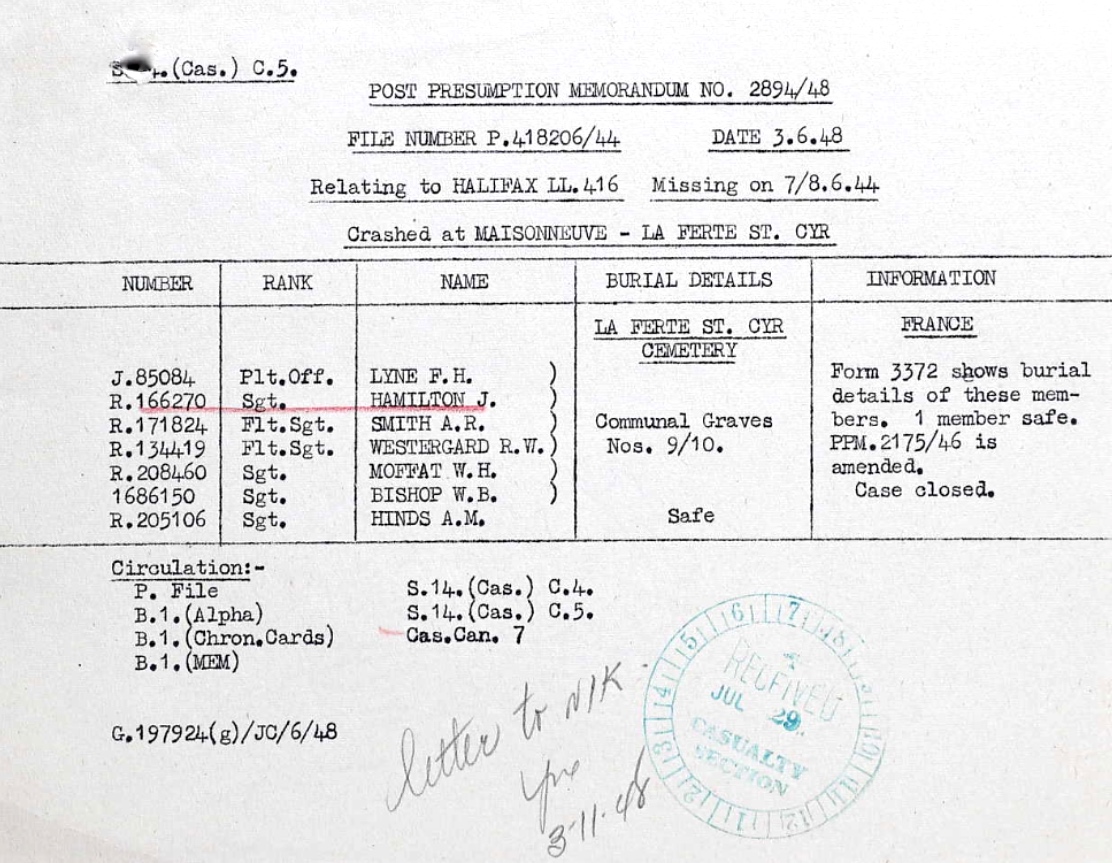 S.14.(Cas.) C.5.
POST PRESUMPTION MEMORANDUM NO. 2894/48
FILE NUMBER P.418206/44 DATE 3.6.48
Relating to HALIFAX LL.416 Missing on 7/8.6.44
Crashed at MAISONNEUVE - LA FERTE ST. CYR
NUMBER RANK NAME BURIAL DETAILS INFORMATION
LA FERTE ST. CYR
CEMETERY
FRANCE
J.85084 Plt.Off. LYNE F.H. )
R.166270 Sgt. HAMILTON J. )
R.171824 Flt.Sgt. SMITH A.R. )
R.134419 Flt.Sgt. WESTERGARD R.W. )
R.208460 Sgt. MOFFAT W.H. )
1686150 Sgt. BISHOP W.B. )
R.205106 Sgt. HINDS A.M. Safe
Communal Graves
Nos. 9/10.
Form 3372 shows burial
details of these mem-
bers. 1 member safe.
PPM.2175/46 is
amended.
Case closed.
Circulation:-
P. File
B.1.(Alpha)
B.1.(Chron.Cards)
B.1.(MEM)
S.14.(Cas.) C.4.
S.14.(Cas.) C.5.
Cas.Can. 7
G.197924(g)/JC/6/48
letter to N/K
3-11-48
RECEIVED
JUL 29.
CASUALTY
SECTION